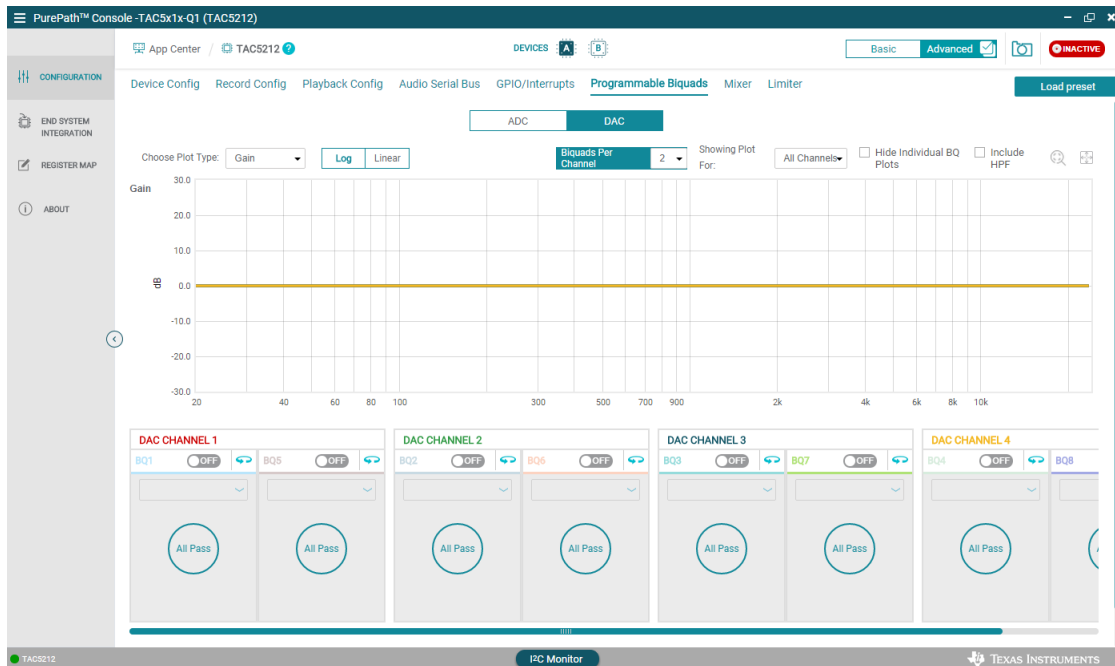 PurePath™ Console -TAC5x1x-Q1 (TAC5212)
App Center / TAC5212 ?
DEVICES A B
Basic Advanced
INACTIVE
CONFIGURATION
END SYSTEM
INTEGRATION
REGISTER MAP
ABOUT
Device Config Record Config Playback Config Audio Serial Bus GPIO/Interrupts Programmable Biquads Mixer Limiter
Load preset
ADC DAC
Choose Plot Type: Gain
Log Linear
Biquads Per
Channel
2
Showing Plot
For:
All Channels
Hide Individual BQ
Plots
Include
HPF
Gain
dB
30.0
20.0
10.0
0.0
-10.0
-20.0
-30.0
20 40 60 80 100 300 500 700 900 2k 4k 6k 8k 10k
DAC CHANNEL 1
BQ1 OFF BQ5 OFF
All Pass All Pass
DAC CHANNEL 2
BQ2 OFF BQ6 OFF
All Pass All Pass
DAC CHANNEL 3
BQ3 OFF BQ7 OFF
All Pass All Pass
DAC CHANNEL 4
BQ4 OFF BQ8
All Pass
TAC5212
I²C Monitor
TEXAS INSTRUMENTS